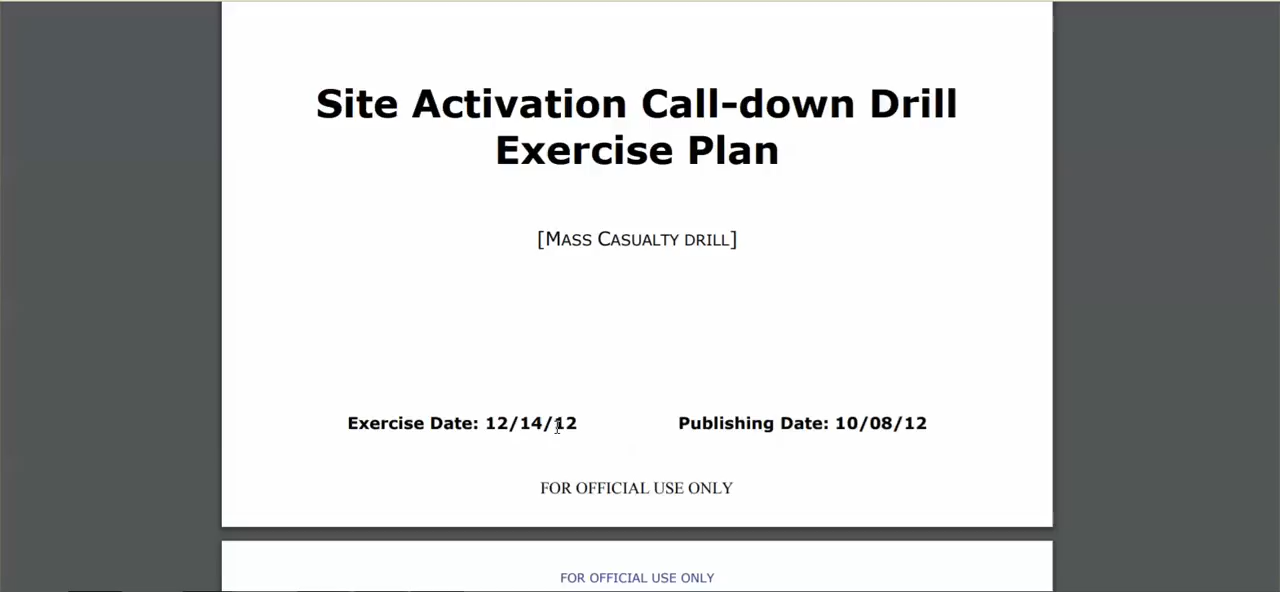 Site Activation Call-down Drill
Exercise Plan
[MASS CASUALTY DRILL]
Exercise Date: 12/14/12 Publishing Date: 10/08/12
FOR OFFICIAL USE ONLY
FOR OFFICIAL USE ONLY